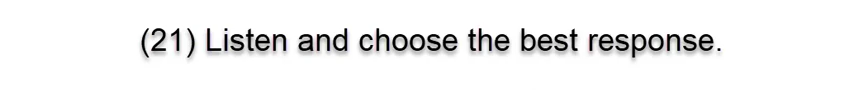 (21) Listen and choose the best response.